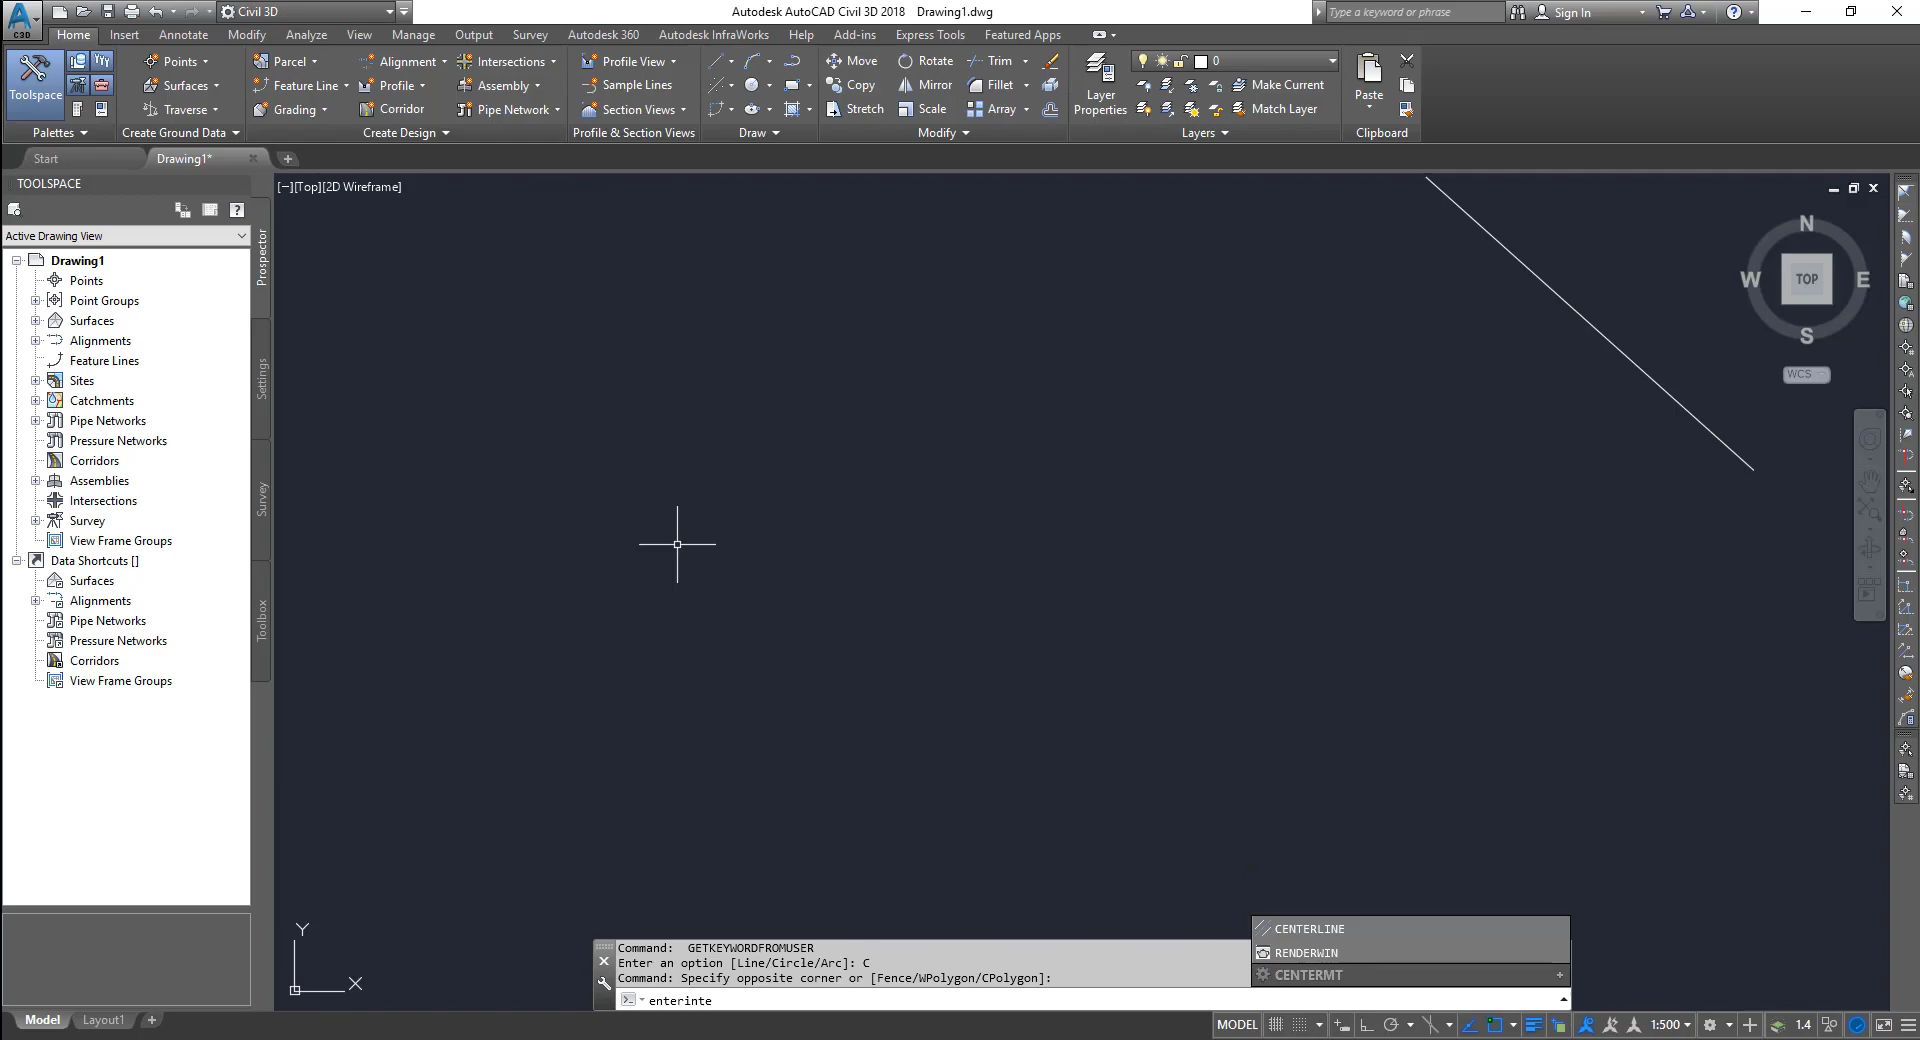 Civil 3D
Autodesk AutoCAD Civil 3D 2018 Drawing1.dwg
Type a keyword or phrase
Sign In
C3D
Home Insert Annotate Modify Analyze View Manage Output Survey Autodesk 360 Autodesk InfraWorks Help Add-ins Express Tools Featured Apps
Points Parcel Alignment Intersections Profile View Move Rotate Trim 0
Toolspace Surfaces Feature Line Profile Assembly Sample Lines Copy Mirror Fillet Layer Properties Make Current Paste
Traverse Grading Corridor Pipe Network Section Views Stretch Scale Array Match Layer
Palettes Create Ground Data Create Design Profile & Section Views Draw Modify Layers Clipboard
Start Drawing1*
TOOLSPACE
[−][Top][2D Wireframe]
Active Drawing View
Drawing1
Points
Point Groups
Surfaces
Alignments
Feature Lines
Sites
Catchments
Pipe Networks
Pressure Networks
Corridors
Assemblies
Intersections
Survey
View Frame Groups
Data Shortcuts []
Surfaces
Alignments
Pipe Networks
Pressure Networks
Corridors
View Frame Groups
Prospector
Settings
Survey
Toolbox
N
W TOP E
S
WCS
Y
X
CENTERLINE
RENDERWIN
CENTERMT
Command: GETKEYWORDFROMUSER
Enter an option [Line/Circle/Arc]: C
Command: Specify opposite corner or [Fence/WPolygon/CPolygon]:
enterinte
Model Layout1
MODEL 1:500 1.4